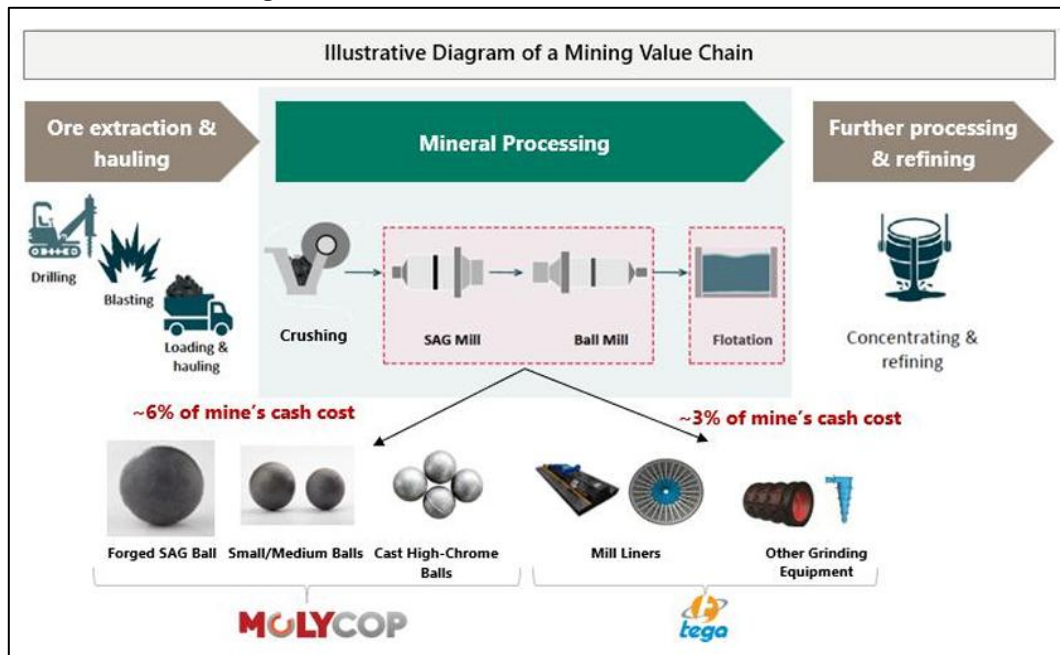 Illustrative Diagram of a Mining Value Chain
Ore extraction &
hauling
Mineral Processing
Further processing
& refining
Drilling
Blasting
Loading &
hauling
Crushing
SAG Mill
Ball Mill
Flotation
Concentrating &
refining
~6% of mine's cash cost
~3% of mine's cash cost
Forged SAG Ball
Small/Medium Balls
Cast High-Chrome
Balls
Mill Liners
Other Grinding
Equipment
MOLYCOP
tega